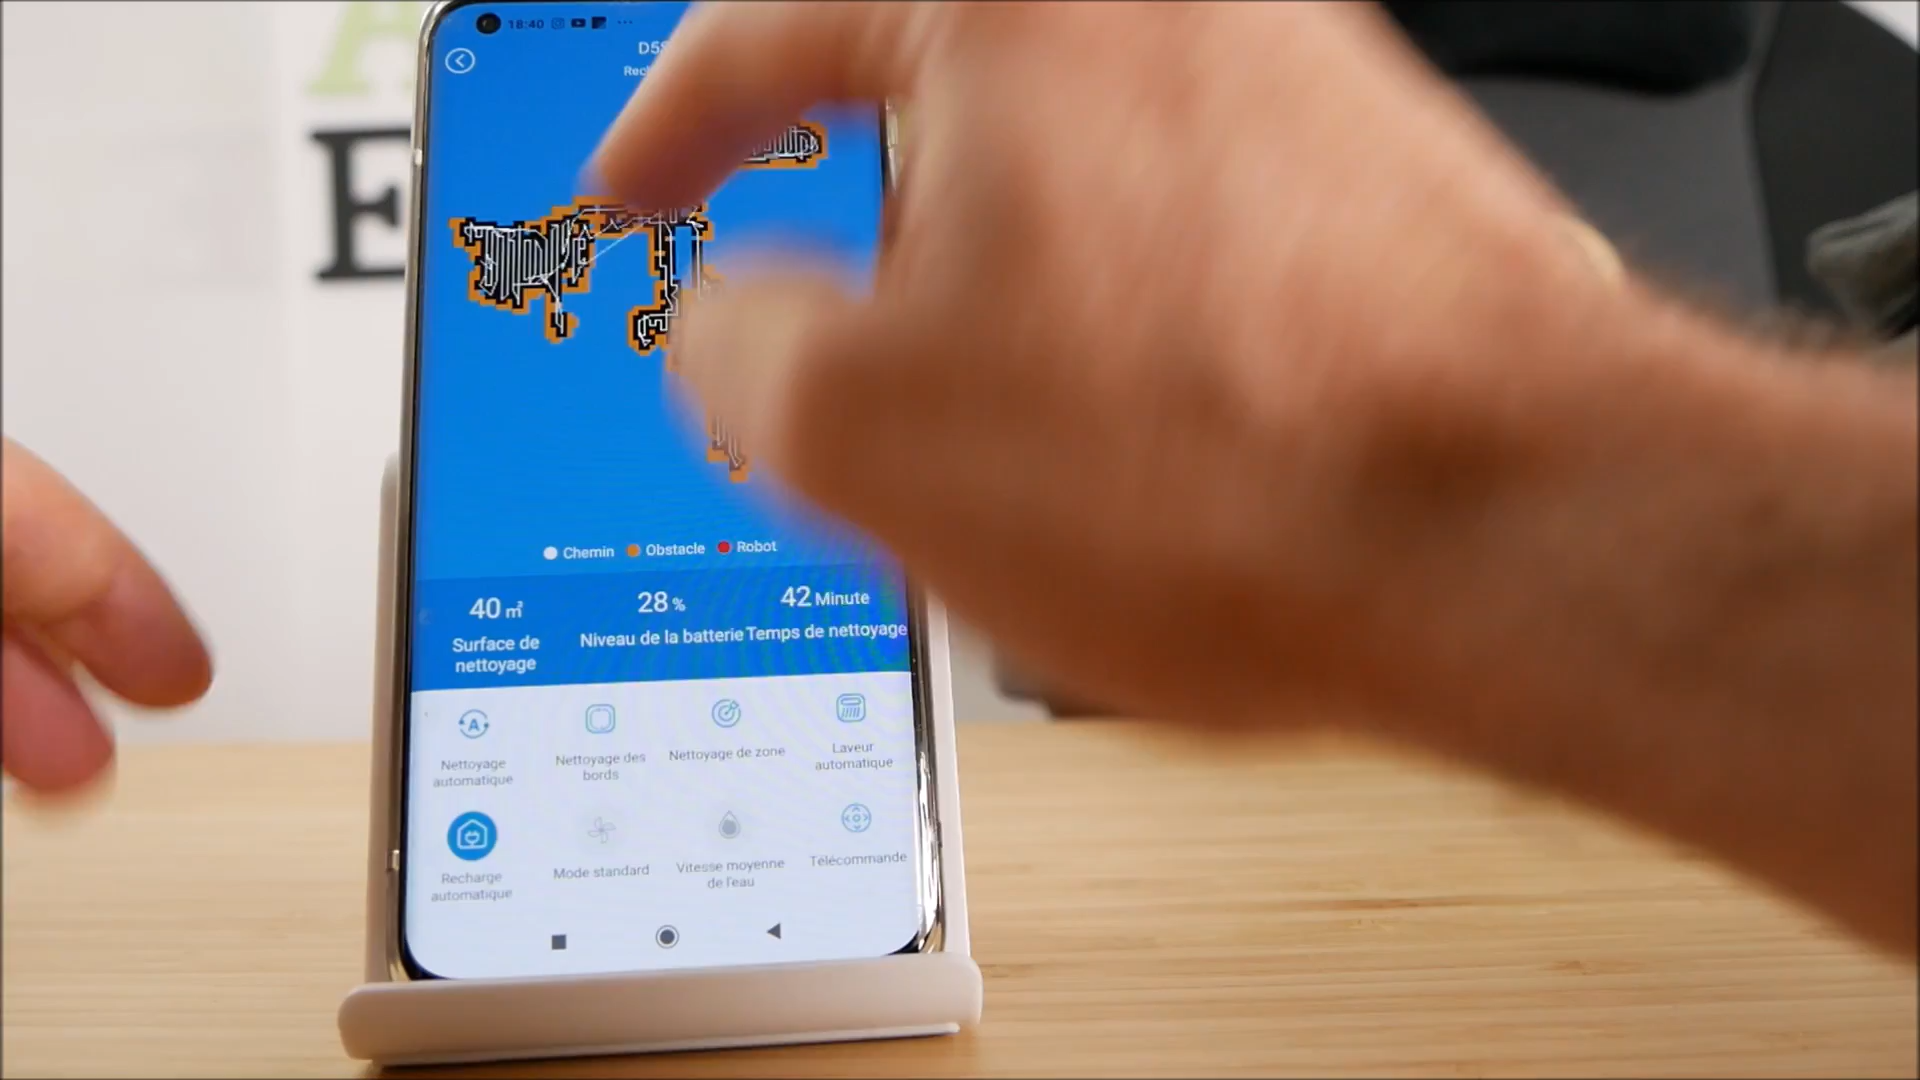 A
E
18:40
Chemin Obstacle Robot
40 m² 28 % 42 Minute
Surface de nettoyage Niveau de la batterie Temps de nettoyage
A
Nettoyage automatique
Nettoyage des bords
Nettoyage de zone
Laveur automatique
Recharge automatique
Mode standard
Vitesse moyenne de l'eau
Télécommande